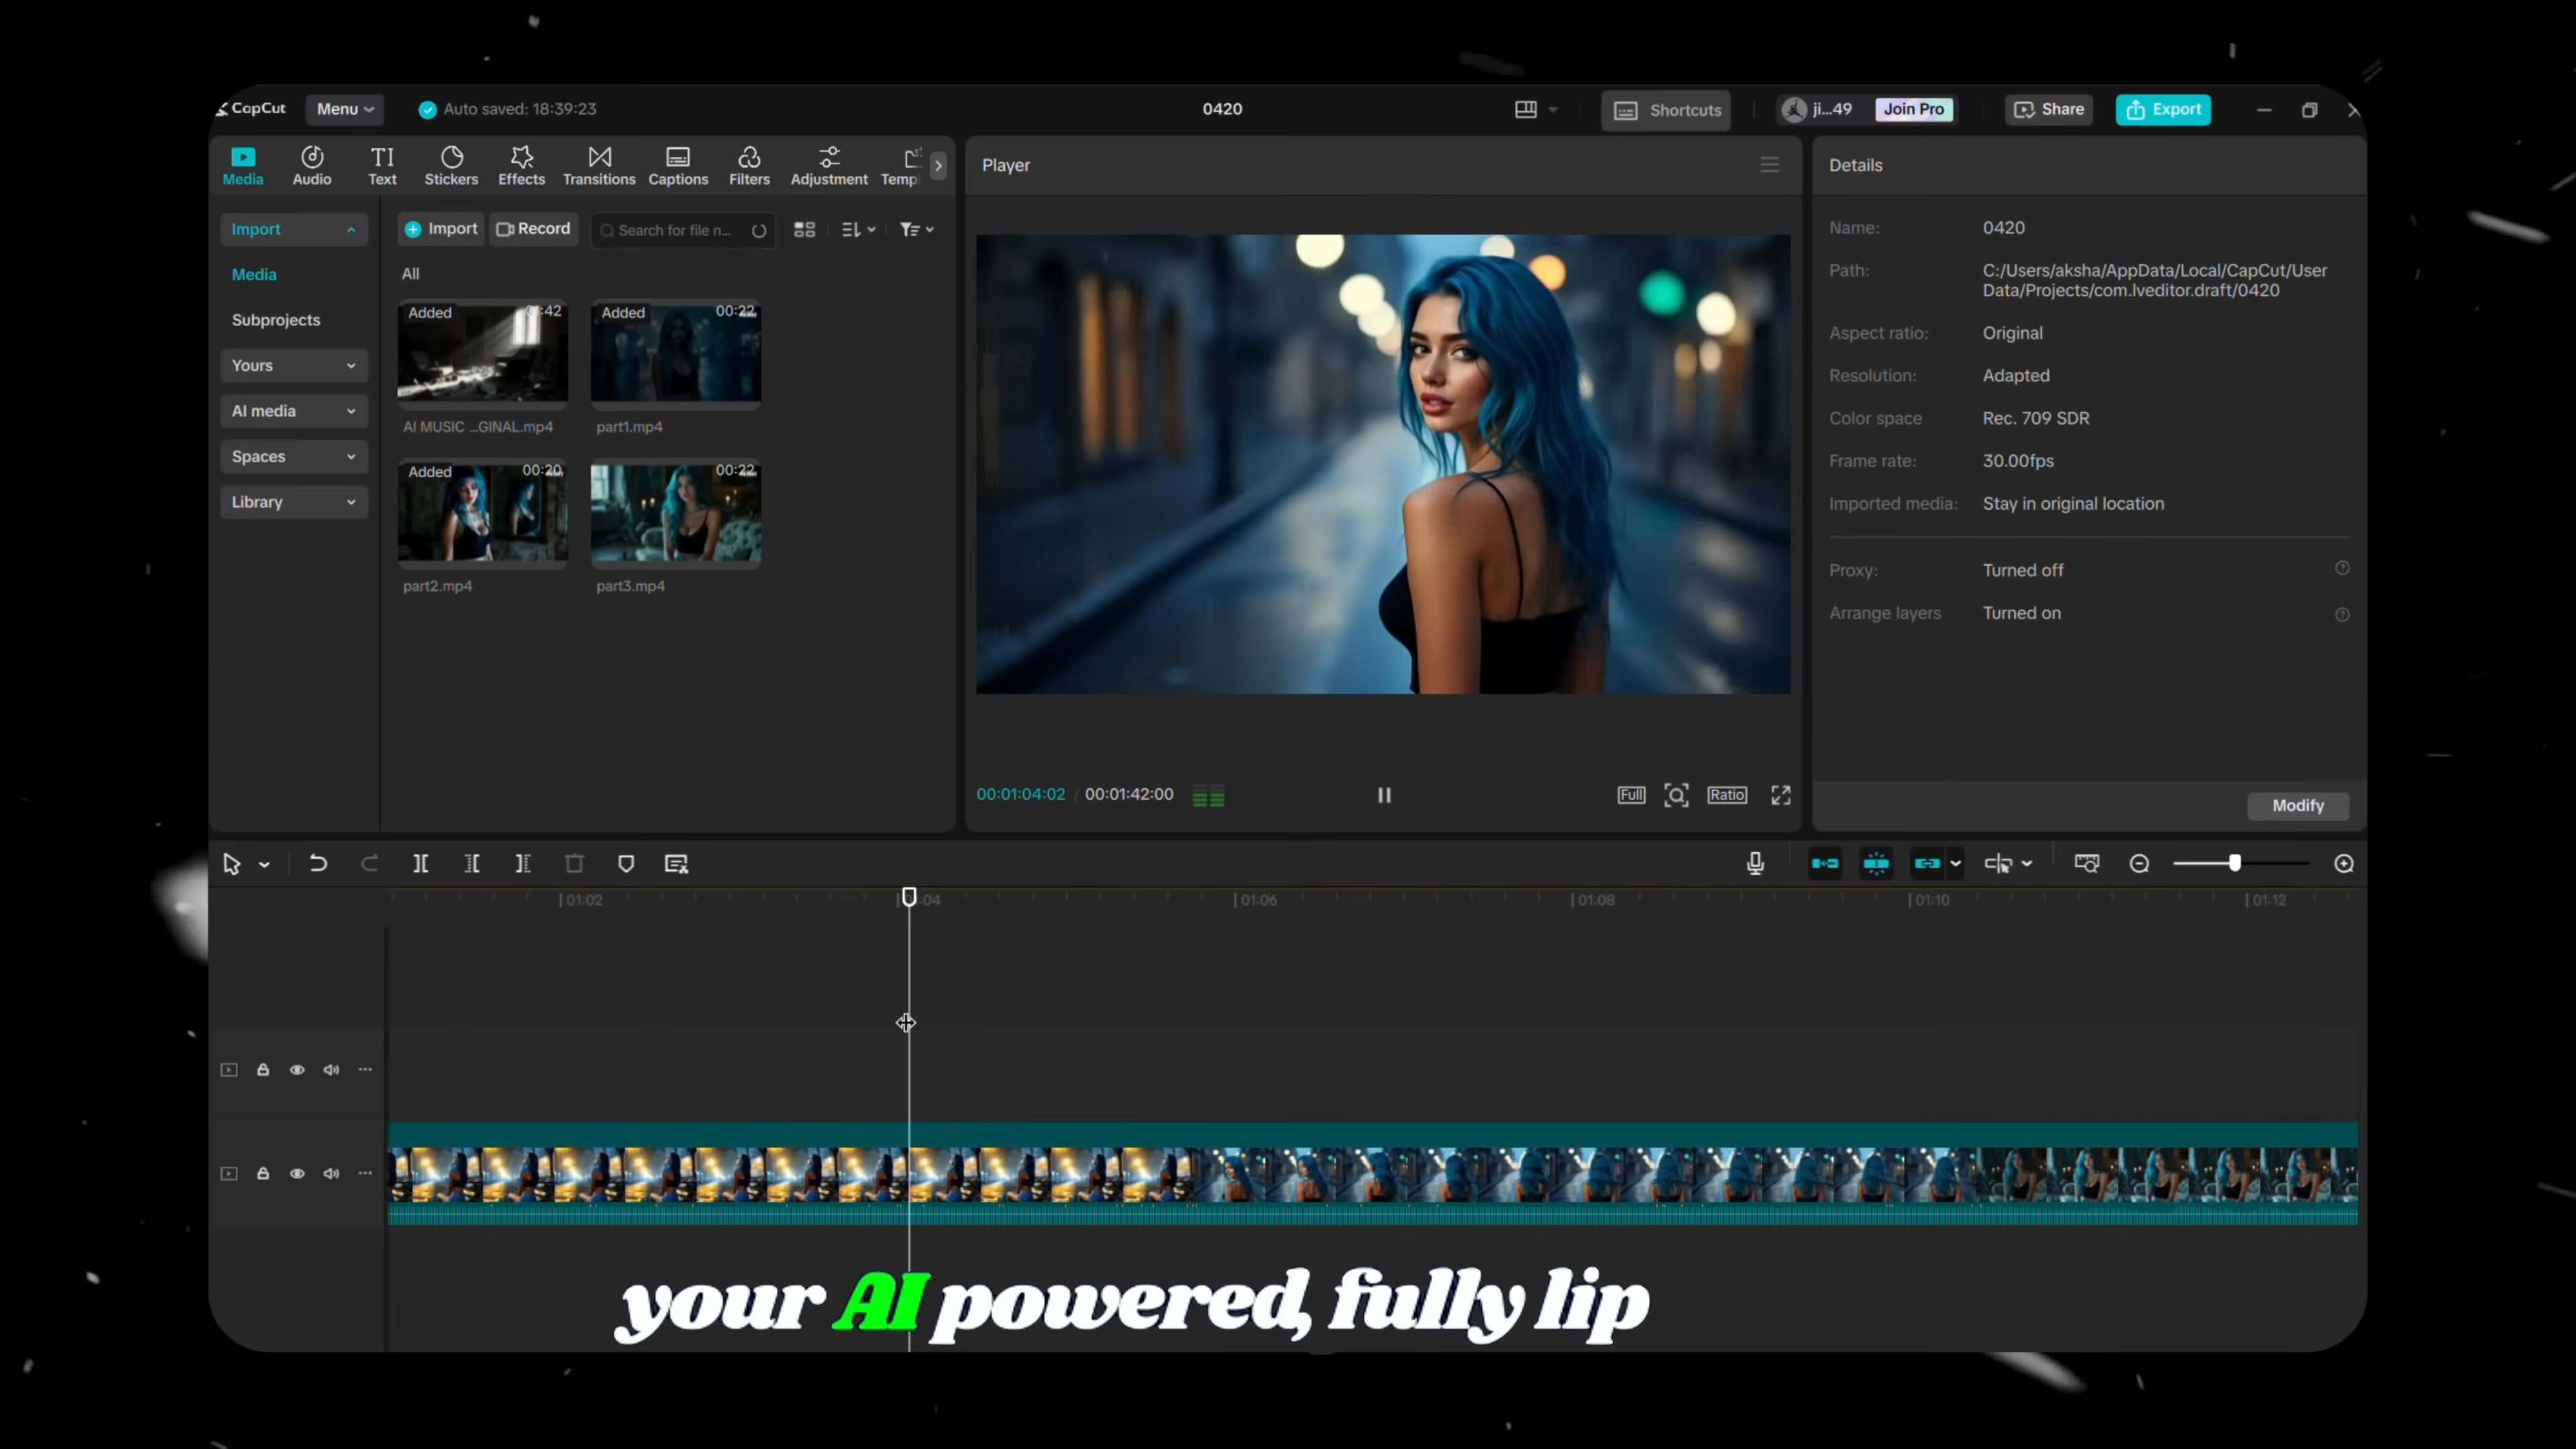 CapCut
Menu
Auto saved: 18:39:23
0420
Shortcuts
ji...49
Join Pro
Share
Export
Media
Audio
TI
Text
Stickers
Effects
Transitions
Captions
Filters
Adjustment
Temp
Import
Media
Subprojects
Yours
AI media
Spaces
Library
Import
Record
Search for file n...
All
Added
:42
AI MUSIC ...GINAL.mp4
Added
00:22
part1.mp4
Added
00:20
part2.mp4
00:22
part3.mp4
Player
00:01:04:02 / 00:01:42:00
Full
Ratio
Details
Name: 0420
Path: C:/Users/aksha/AppData/Local/CapCut/User
Data/Projects/com.lveditor.draft/0420
Aspect ratio: Original
Resolution: Adapted
Color space Rec. 709 SDR
Frame rate: 30.00fps
Imported media: Stay in original location
Proxy: Turned off
Arrange layers Turned on
Modify
01:02
:04
01:06
01:08
01:10
01:12
your AI powered, fully lip